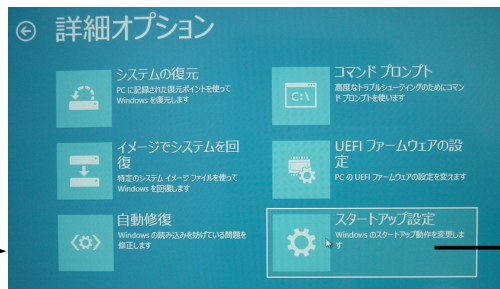 詳細オプション
システムの復元
PC に記録された復元ポイントを使って
Windows を復元します
コマンド プロンプト
高度なトラブルシューティングのためにコマン
ド プロンプトを使います
C:\
イメージでシステムを回
復
特定のシステム イメージ ファイルを使って
Windows を回復します
UEFI ファームウェアの設
定
PC の UEFI ファームウェアの設定を変えます
自動修復
Windows の読み込みを妨げている問題を
修正します
スタートアップ設定
Windows のスタートアップ動作を変更しま
す